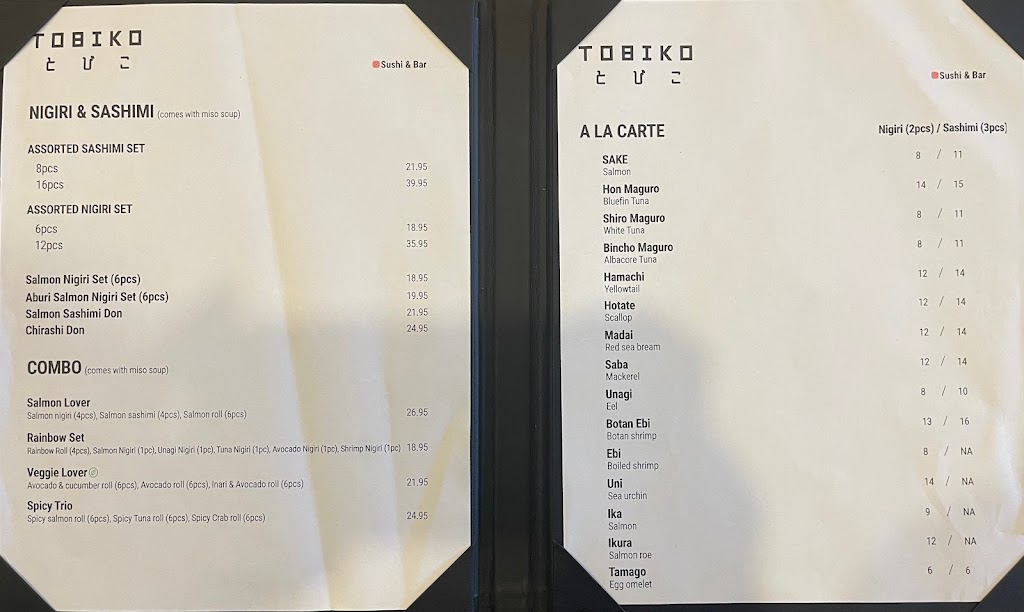 TOBIKO
とびこ
Sushi & Bar
NIGIRI & SASHIMI (comes with miso soup)
ASSORTED SASHIMI SET
8pcs 21.95
16pcs 39.95
ASSORTED NIGIRI SET
6pcs 18.95
12pcs 35.95
Salmon Nigiri Set (6pcs) 18.95
Aburi Salmon Nigiri Set (6pcs) 19.95
Salmon Sashimi Don 21.95
Chirashi Don 24.95
COMBO (comes with miso soup)
Salmon Lover
Salmon nigiri (4pcs), Salmon sashimi (4pcs), Salmon roll (6pcs) 26.95
Rainbow Set
Rainbow Roll (4pcs), Salmon Nigiri (1pc), Unagi Nigiri (1pc), Tuna Nigiri (1pc), Avocado Nigiri (1pc), Shrimp Nigiri (1pc) 18.95
Veggie Lover
Avocado & cucumber roll (6pcs), Avocado roll (6pcs), Inari & Avocado roll (6pcs) 21.95
Spicy Trio
Spicy salmon roll (6pcs), Spicy Tuna roll (6pcs), Spicy Crab roll (6pcs) 24.95
TOBIKO
とびこ
Sushi & Bar
A LA CARTE Nigiri (2pcs) / Sashimi (3pcs)
SAKE 8 / 11
Salmon
Hon Maguro 14 / 15
Bluefin Tuna
Shiro Maguro 8 / 11
White Tuna
Bincho Maguro 8 / 11
Albacore Tuna
Hamachi 12 / 14
Yellowtail
Hotate 12 / 14
Scallop
Madai 12 / 14
Red sea bream
Saba 12 / 14
Mackerel
Unagi 8 / 10
Eel
Botan Ebi 13 / 16
Botan shrimp
Ebi 8 / NA
Boiled shrimp
Uni 14 / NA
Sea urchin
Ika 9 / NA
Salmon
Ikura 12 / NA
Salmon roe
Tamago 6 / 6
Egg omelet